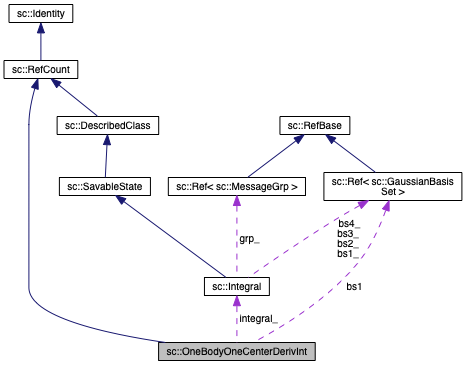 sc::Identity
sc::RefCount
sc::DescribedClass
sc::RefBase
sc::SavableState
sc::Ref< sc::MessageGrp >
sc::Ref< sc::GaussianBasis
Set >
grp_
bs4_
bs3_
bs2_
bs1_
sc::Integral
bs1
integral_
sc::OneBodyOneCenterDerivInt